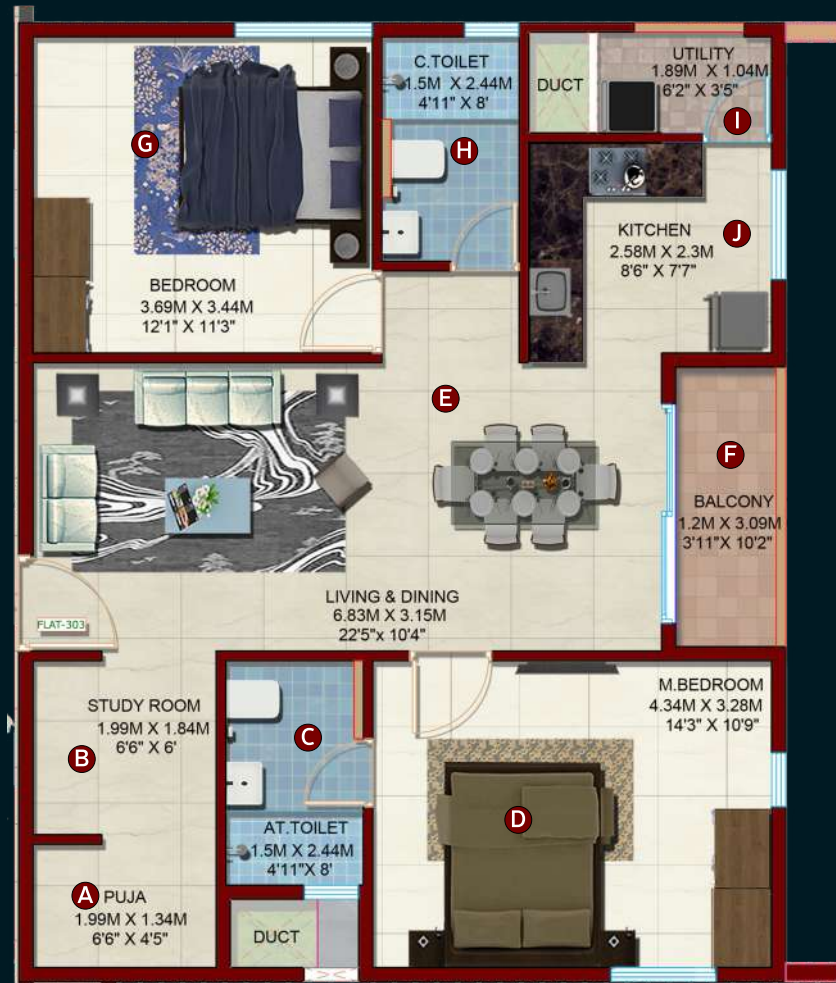 C.TOILET
1.5M X 2.44M
4'11" X 8'
DUCT
UTILITY
1.89M X 1.04M
6'2" X 3'5"
I
G
H
KITCHEN
2.58M X 2.3M
8'6" X 7'7"
J
BEDROOM
3.69M X 3.44M
12'1" X 11'3"
E
F
BALCONY
1.2M X 3.09M
3'11"X 10'2"
LIVING & DINING
6.83M X 3.15M
22'5"x 10'4"
FLAT-303
STUDY ROOM
1.99M X 1.84M
6'6" X 6'
B
C
M.BEDROOM
4.34M X 3.28M
14'3" X 10'9"
D
AT.TOILET
1.5M X 2.44M
4'11"X 8'
A
PUJA
1.99M X 1.34M
6'6" X 4'5"
DUCT